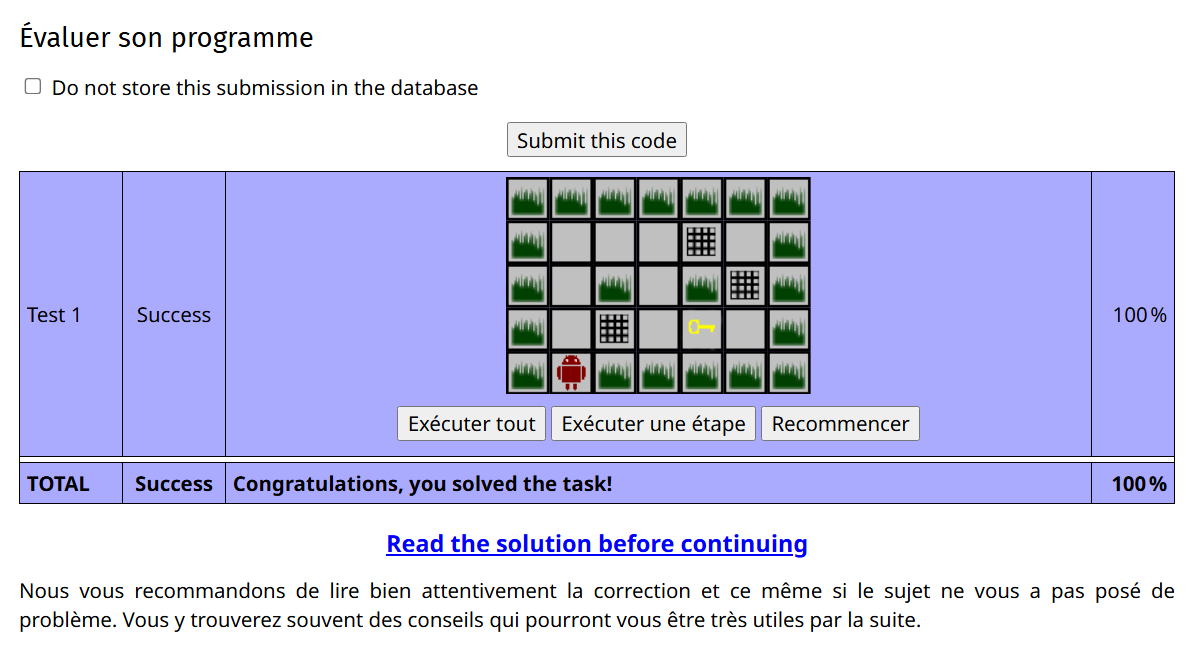 Évaluer son programme
Do not store this submission in the database
Submit this code
Test 1 Success 100 %
Exécuter tout Exécuter une étape Recommencer
TOTAL Success Congratulations, you solved the task! 100 %
Read the solution before continuing
Nous vous recommandons de lire bien attentivement la correction et ce même si le sujet ne vous a pas posé de
problème. Vous y trouverez souvent des conseils qui pourront vous être très utiles par la suite.